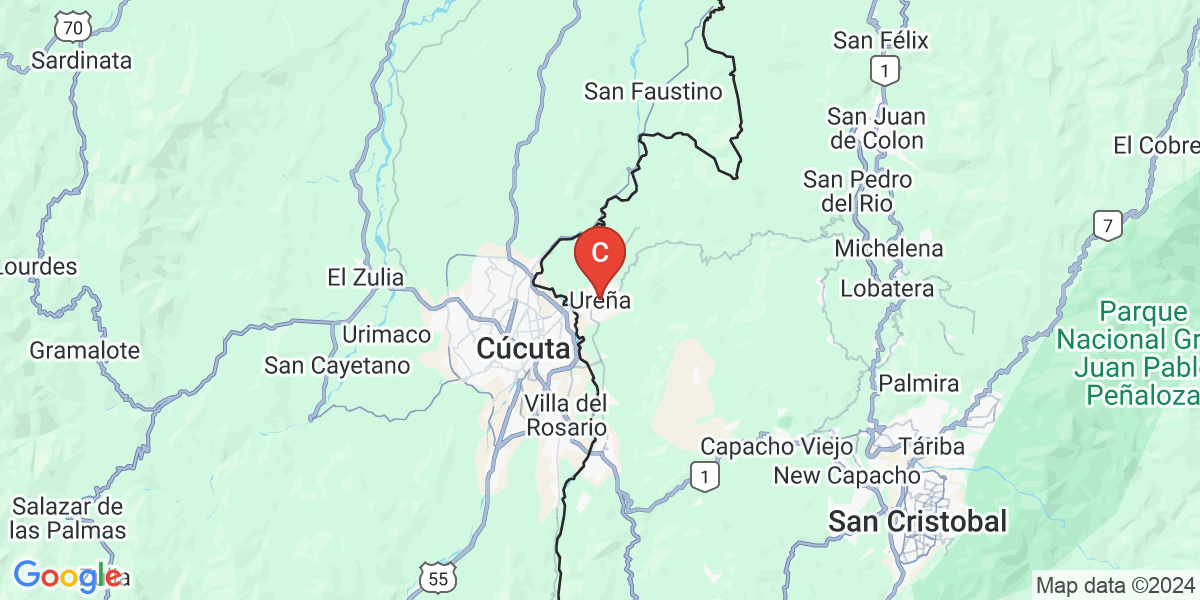 70
Sardinata
San Félix
1
San Faustino
San Juan
de Colon
El Cobre
San Pedro
del Rio
7
C
Michelena
Lourdes
El Zulia
Lobatera
Ureña
Parque
Nacional Gr
Juan Pabl
Peñaloza
Urimaco
Gramalote
Cúcuta
San Cayetano
Palmira
Villa del
Rosario
Capacho Viejo
Táriba
1
New Capacho
Salazar de
las Palmas
San Cristobal
55
Google
Map data ©2024